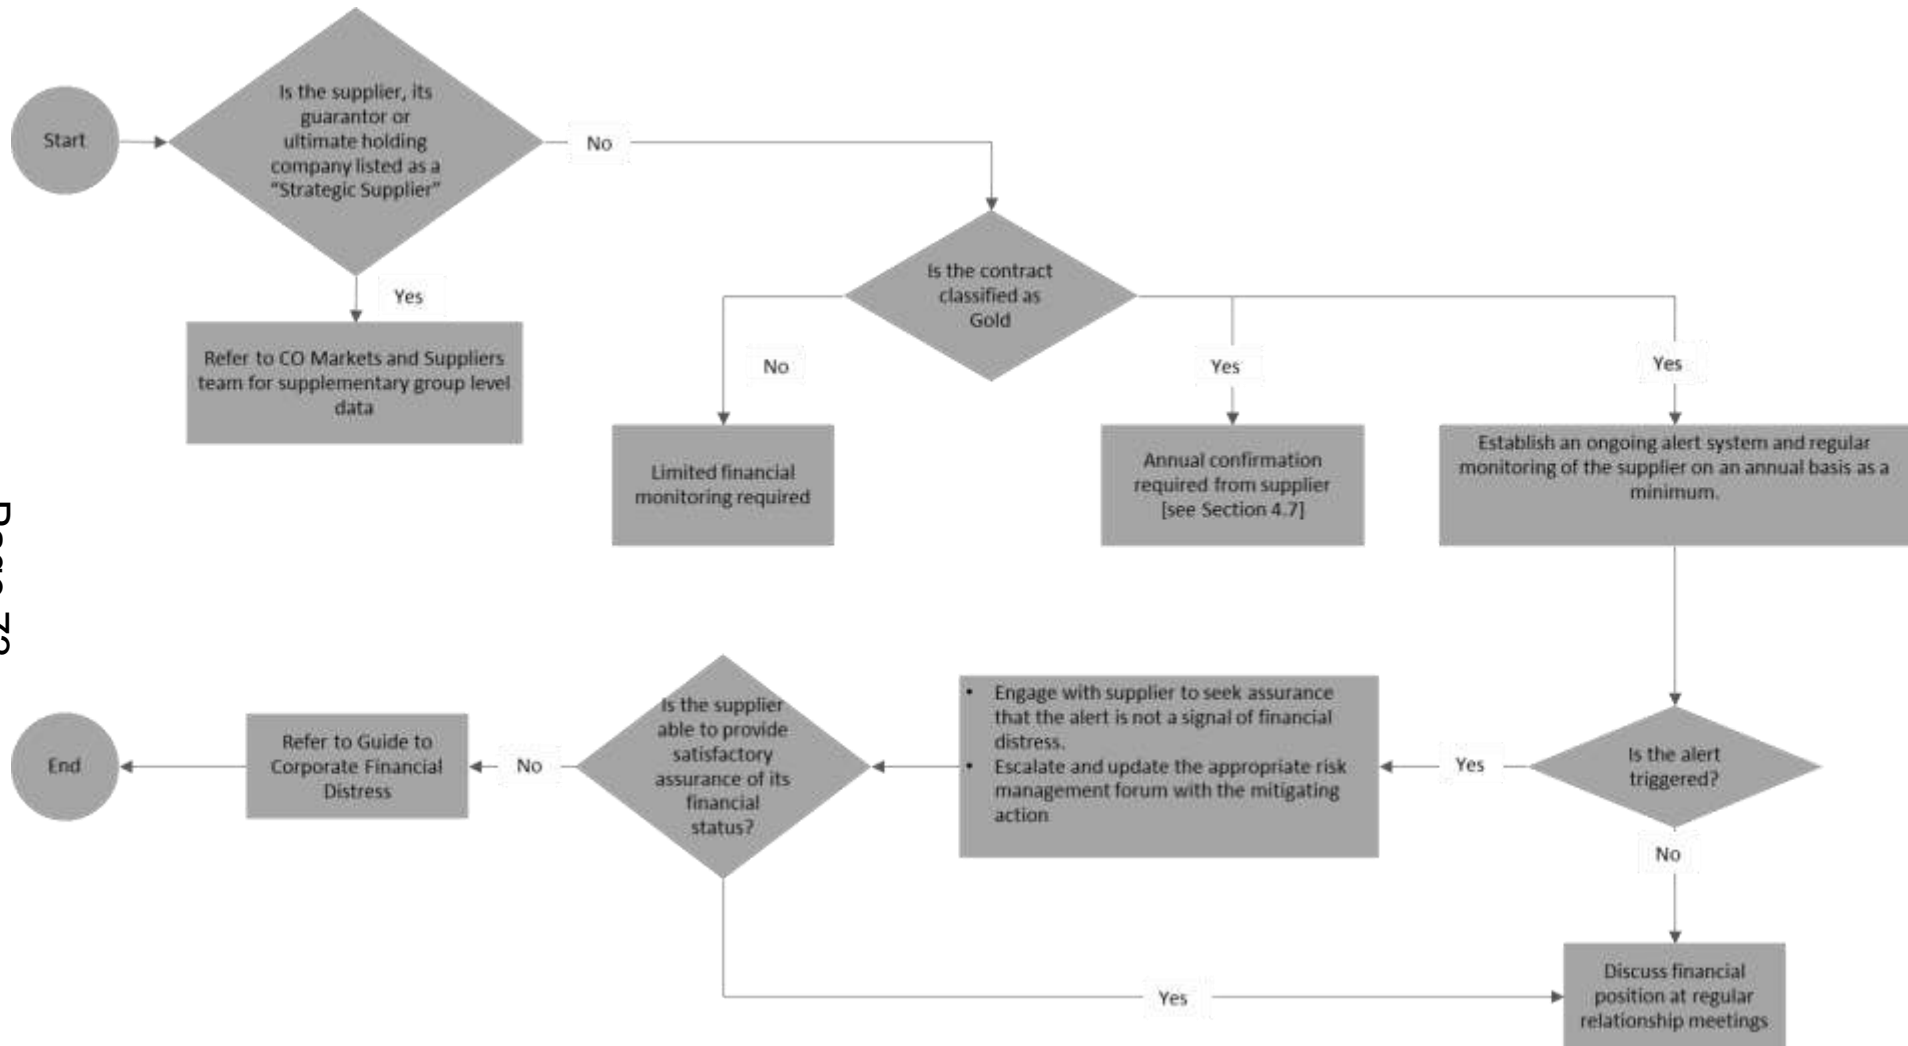 Start
Is the supplier, its
guarantor or
ultimate holding
company listed as a
“Strategic Supplier”
No
Yes
Refer to CO Markets and Suppliers
team for supplementary group level
data
Is the contract
classified as
Gold
No
Yes
Yes
Limited financial
monitoring required
Annual confirmation
required from supplier
[see Section 4.7]
Establish an ongoing alert system and regular
monitoring of the supplier on an annual basis as a
minimum.
Is the alert
triggered?
Yes
No
• Engage with supplier to seek assurance
that the alert is not a signal of financial
distress.
• Escalate and update the appropriate risk
management forum with the mitigating
action
Is the supplier
able to provide
satisfactory
assurance of its
financial
status?
No
Yes
Refer to Guide to
Corporate Financial
Distress
End
Discuss financial
position at regular
relationship meetings